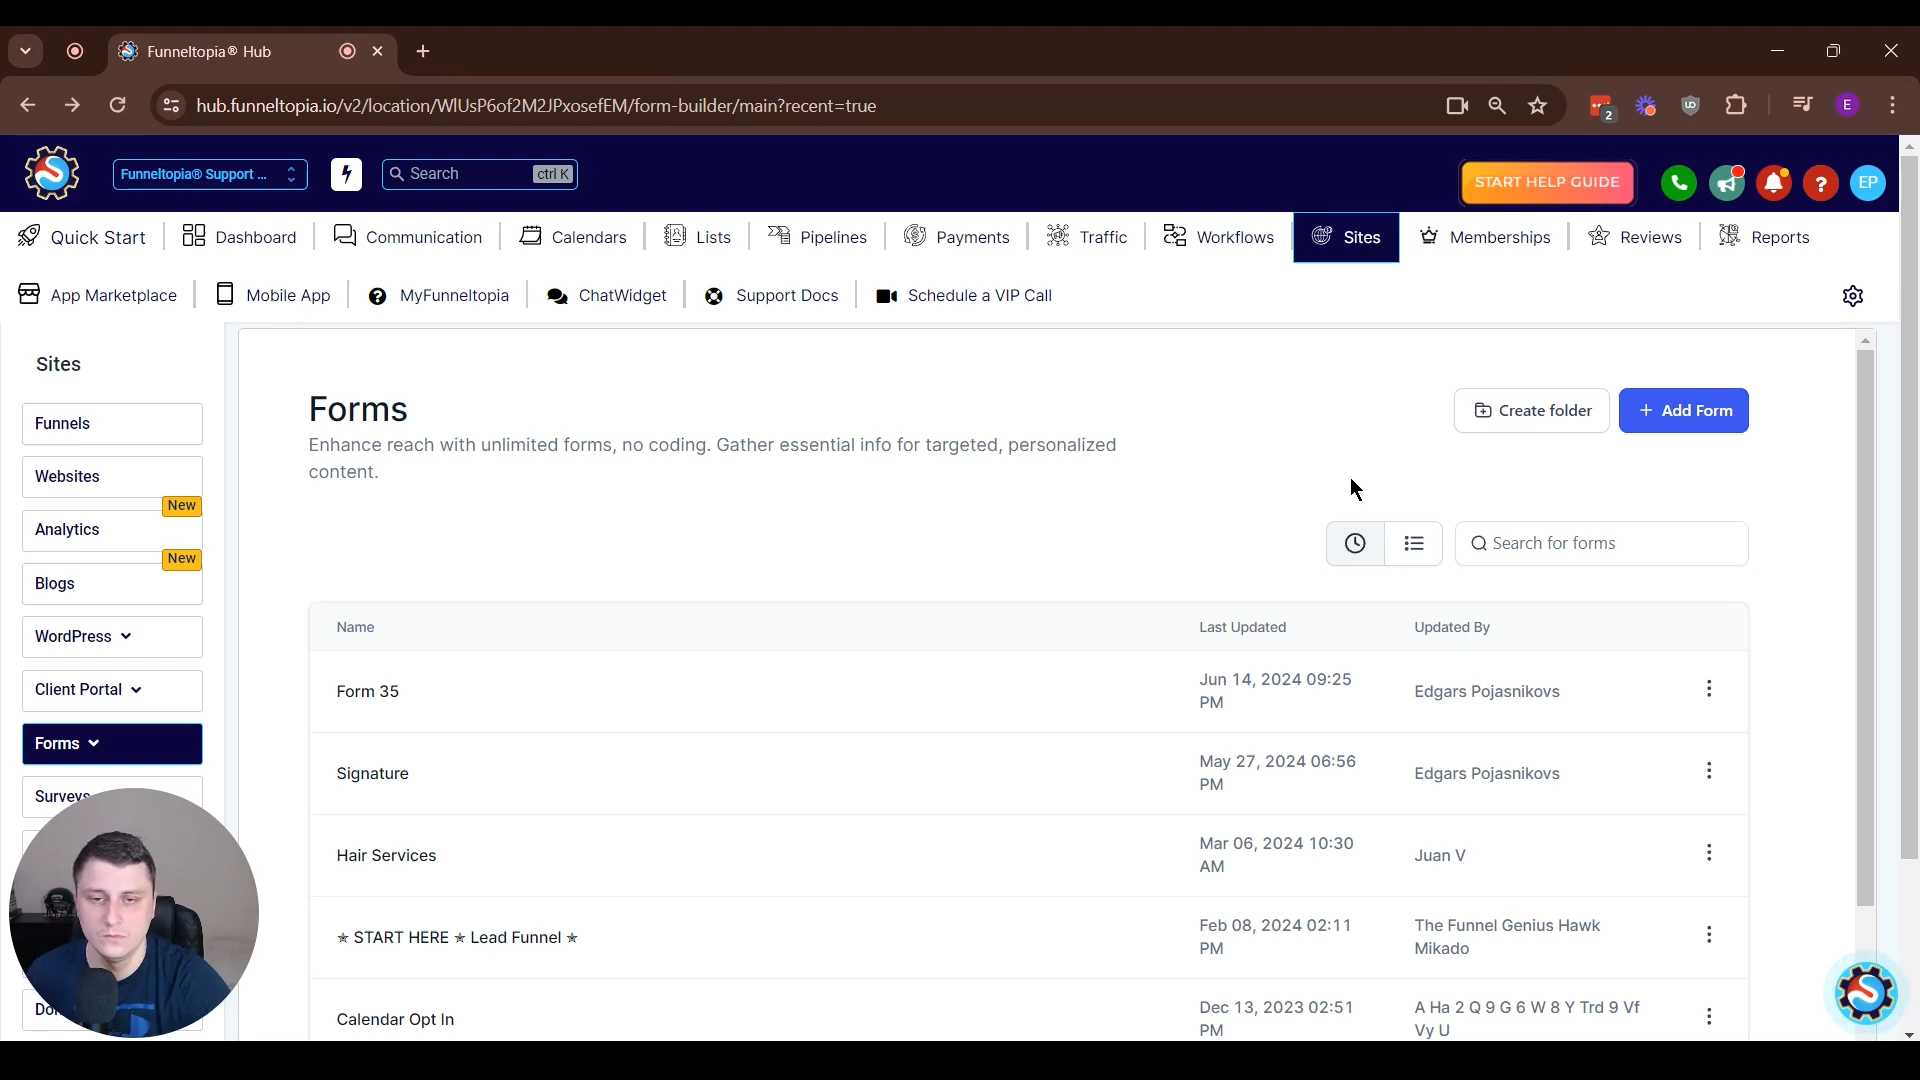 Funneltopia® Hub
hub.funneltopia.io/v2/location/WlUsP6of2M2JPxosefEM/form-builder/main?recent=true
2
E
Funneltopia® Support ...
Search
ctrl K
START HELP GUIDE
?
EP
Quick Start
Dashboard
Communication
Calendars
Lists
Pipelines
Payments
Traffic
Workflows
Sites
Memberships
Reviews
Reports
App Marketplace
Mobile App
MyFunneltopia
ChatWidget
Support Docs
Schedule a VIP Call
Sites
Funnels
Websites
New
Analytics
New
Blogs
WordPress
Client Portal
Forms
Surveys
Forms
Enhance reach with unlimited forms, no coding. Gather essential info for targeted, personalized
content.
Create folder
+ Add Form
Search for forms
Name
Last Updated
Updated By
Form 35
Jun 14, 2024 09:25
PM
Edgars Pojasnikovs
Signature
May 27, 2024 06:56
PM
Edgars Pojasnikovs
Hair Services
Mar 06, 2024 10:30
AM
Juan V
✯ START HERE ✯ Lead Funnel ✯
Feb 08, 2024 02:11
PM
The Funnel Genius Hawk
Mikado
Calendar Opt In
Dec 13, 2023 02:51
PM
A Ha 2 Q 9 G 6 W 8 Y Trd 9 Vf
Vy U